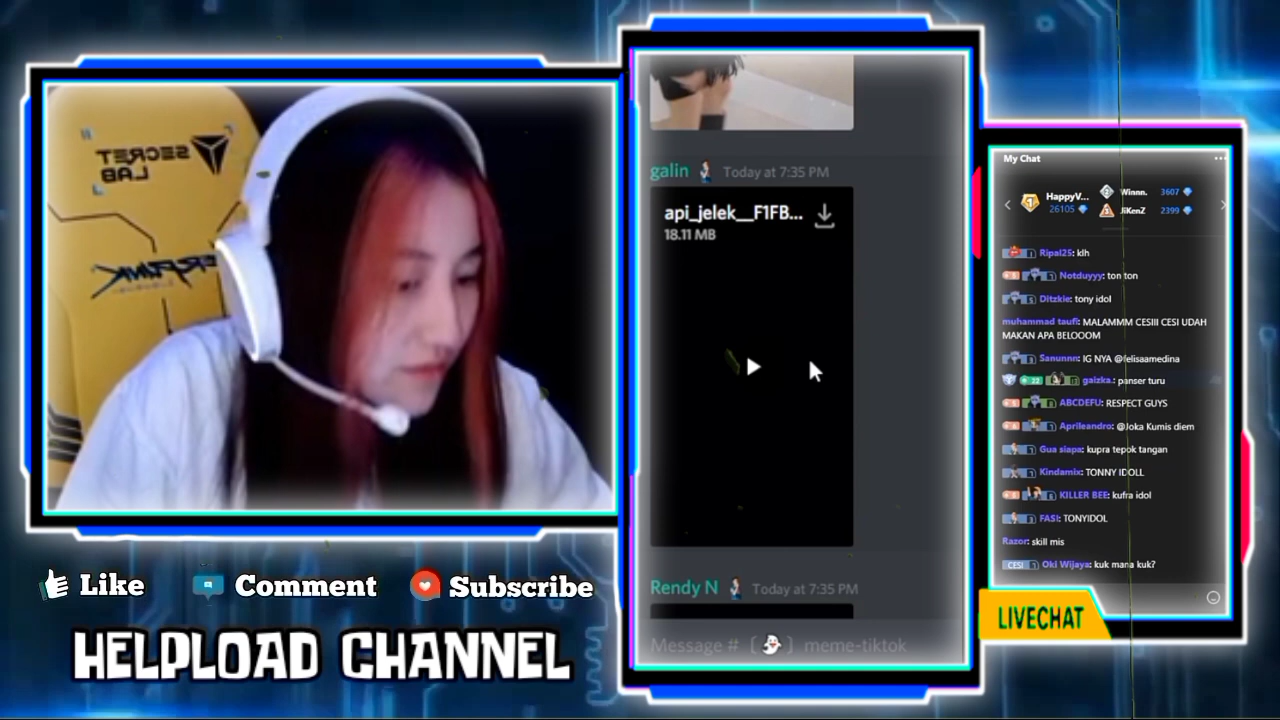 SECRET
LAB
galin
Today at 7:35 PM
api_jelek__F1FB...
18.11 MB
Rendy N
Today at 7:35 PM
Message # [ ] meme-tiktok
My Chat
HappyV...
26105
Winnn. 3607
JiKenZ 2399
Ripal25: klh
Notduyyy: ton ton
Ditzkie: tony idol
muhammad taufi: MALAMMM CESIII CESI UDAH
MAKAN APA BELOOOM
Sanunnn: IG NYA @felisaamedina
gaizka.: panser turu
ABCDEFU: RESPECT GUYS
Aprileandro: @Joka Kumis diem
Gua siapa: kupra tepok tangan
Kindamix: TONNY IDOLL
KILLER BEE: kufra idol
FASI: TONYIDOL
Razor: skill mis
CESI Oki Wijaya: kuk mana kuk?
LIVECHAT
Like
Comment
Subscribe
HELPLOAD CHANNEL